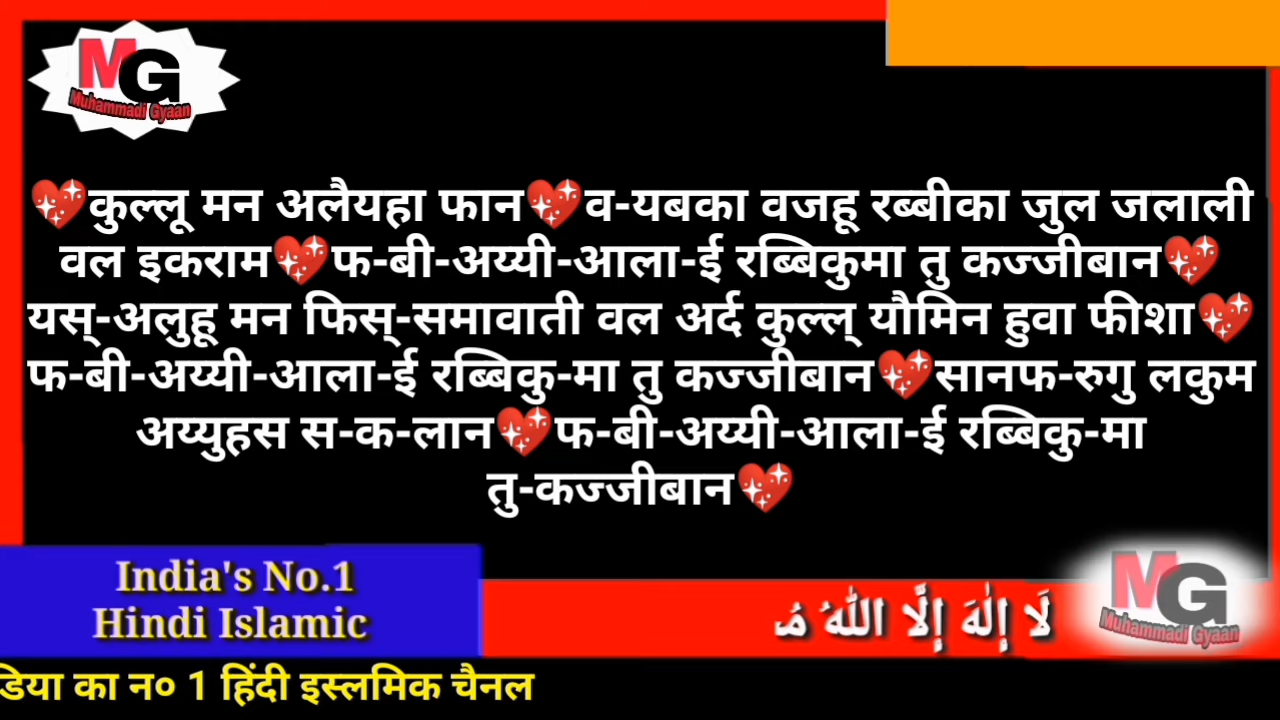 MG
Muhammadi Gyaan
💖कुल्लू मन अलैयहा फान💖व-यबका वजहू रब्बीका जुल जलाली
वल इकराम💖फ-बी-अय्यी-आला-ई रब्बिकुमा तु कज्जीबान💖
यस्-अलुहू मन फिस्-समावाती वल अर्द कुल्ल् यौमिन हुवा फीशा💖
फ-बी-अय्यी-आला-ई रब्बिकु-मा तु कज्जीबान💖सानफ-रुगु लकुम
अय्युहस स-क-लान💖फ-बी-अय्यी-आला-ई रब्बिकु-मा
तु-कज्जीबान💖
India's No.1
Hindi Islamic
لَا إِلٰهَ إِلَّا اللهُ مُـ
MG
Muhammadi Gyaan
डिया का न० 1 हिंदी इस्लमिक चैनल